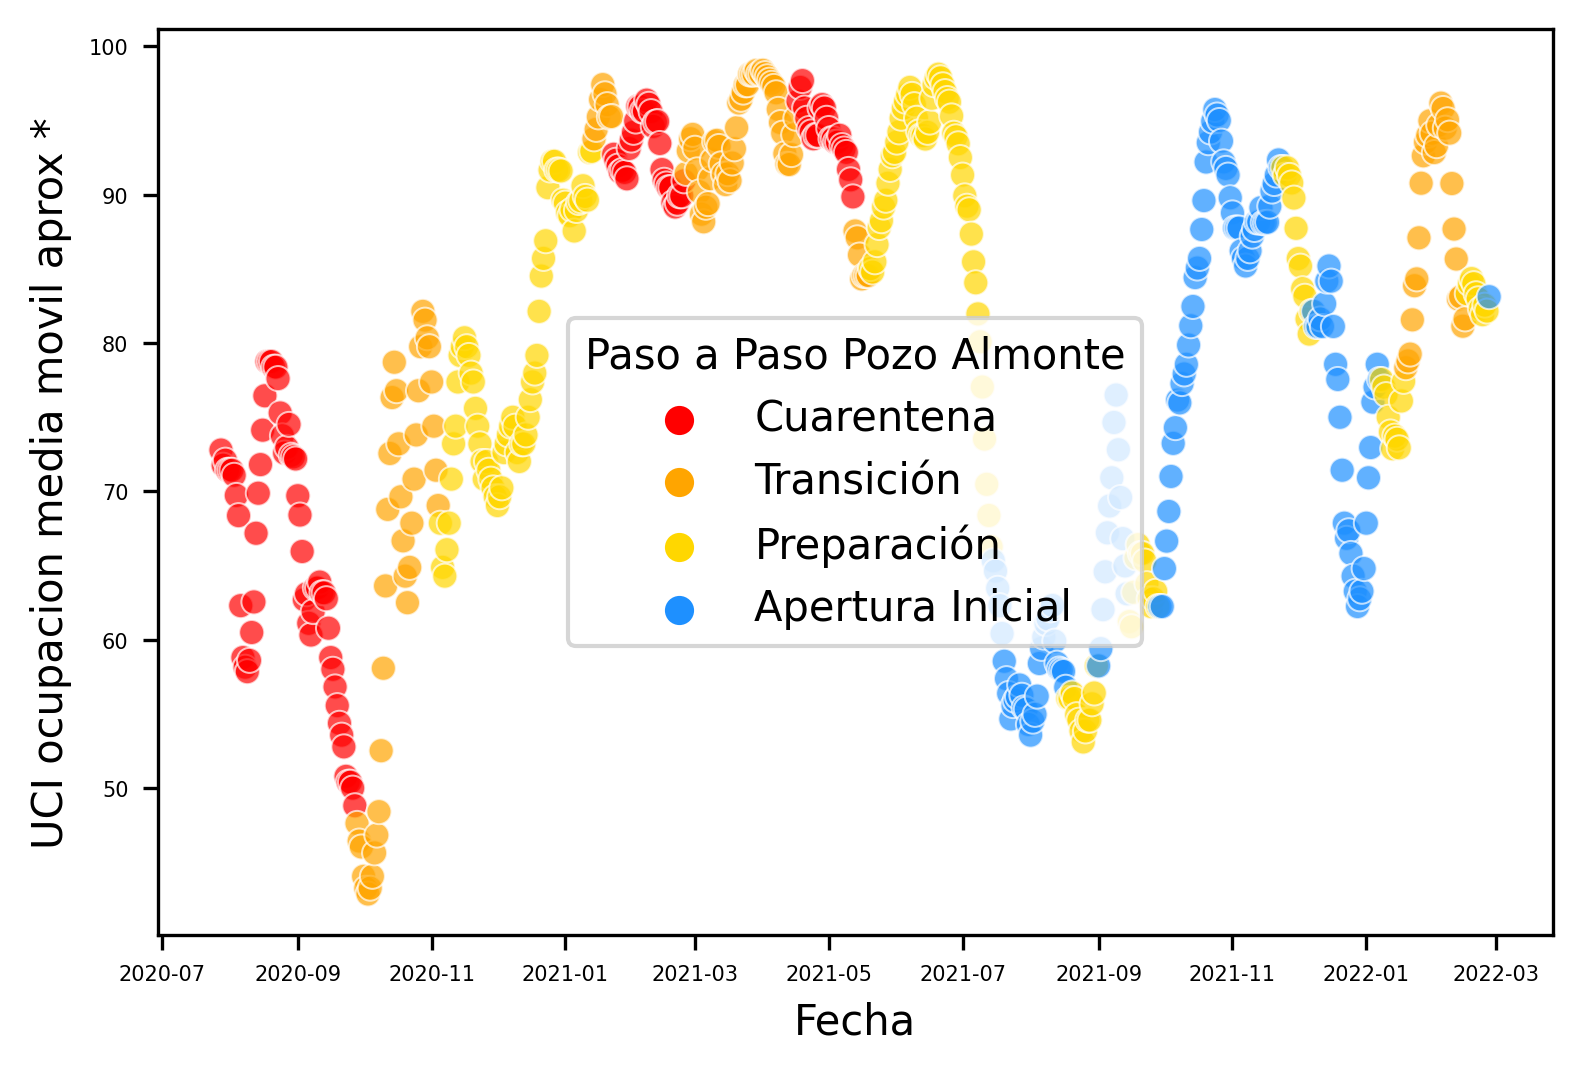 100
90
80
70
60
50
UCI ocupacion media movil aprox *
Paso a Paso Pozo Almonte
Cuarentena
Transición
Preparación
Apertura Inicial
2020-07 2020-09 2020-11 2021-01 2021-03 2021-05 2021-07 2021-09 2021-11 2022-01 2022-03
Fecha